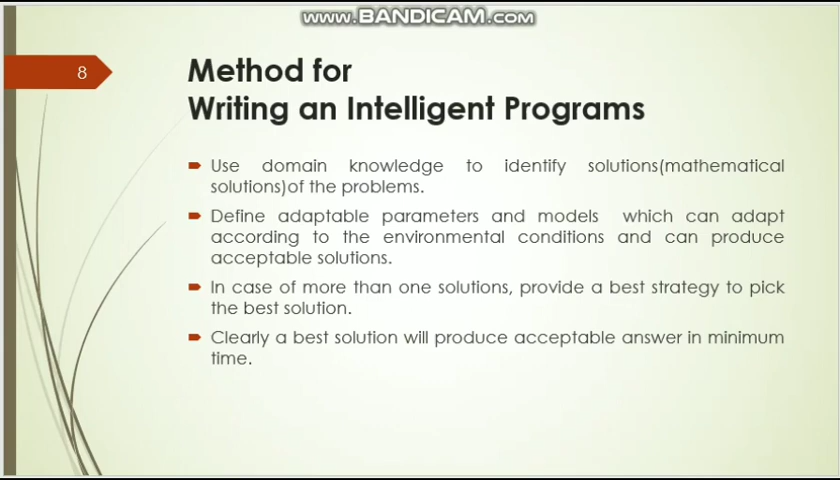 www.BANDICAM.com
8
Method for
Writing an Intelligent Programs
Use domain knowledge to identify solutions(mathematical
solutions)of the problems.
Define adaptable parameters and models which can adapt
according to the environmental conditions and can produce
acceptable solutions.
In case of more than one solutions, provide a best strategy to pick
the best solution.
Clearly a best solution will produce acceptable answer in minimum
time.